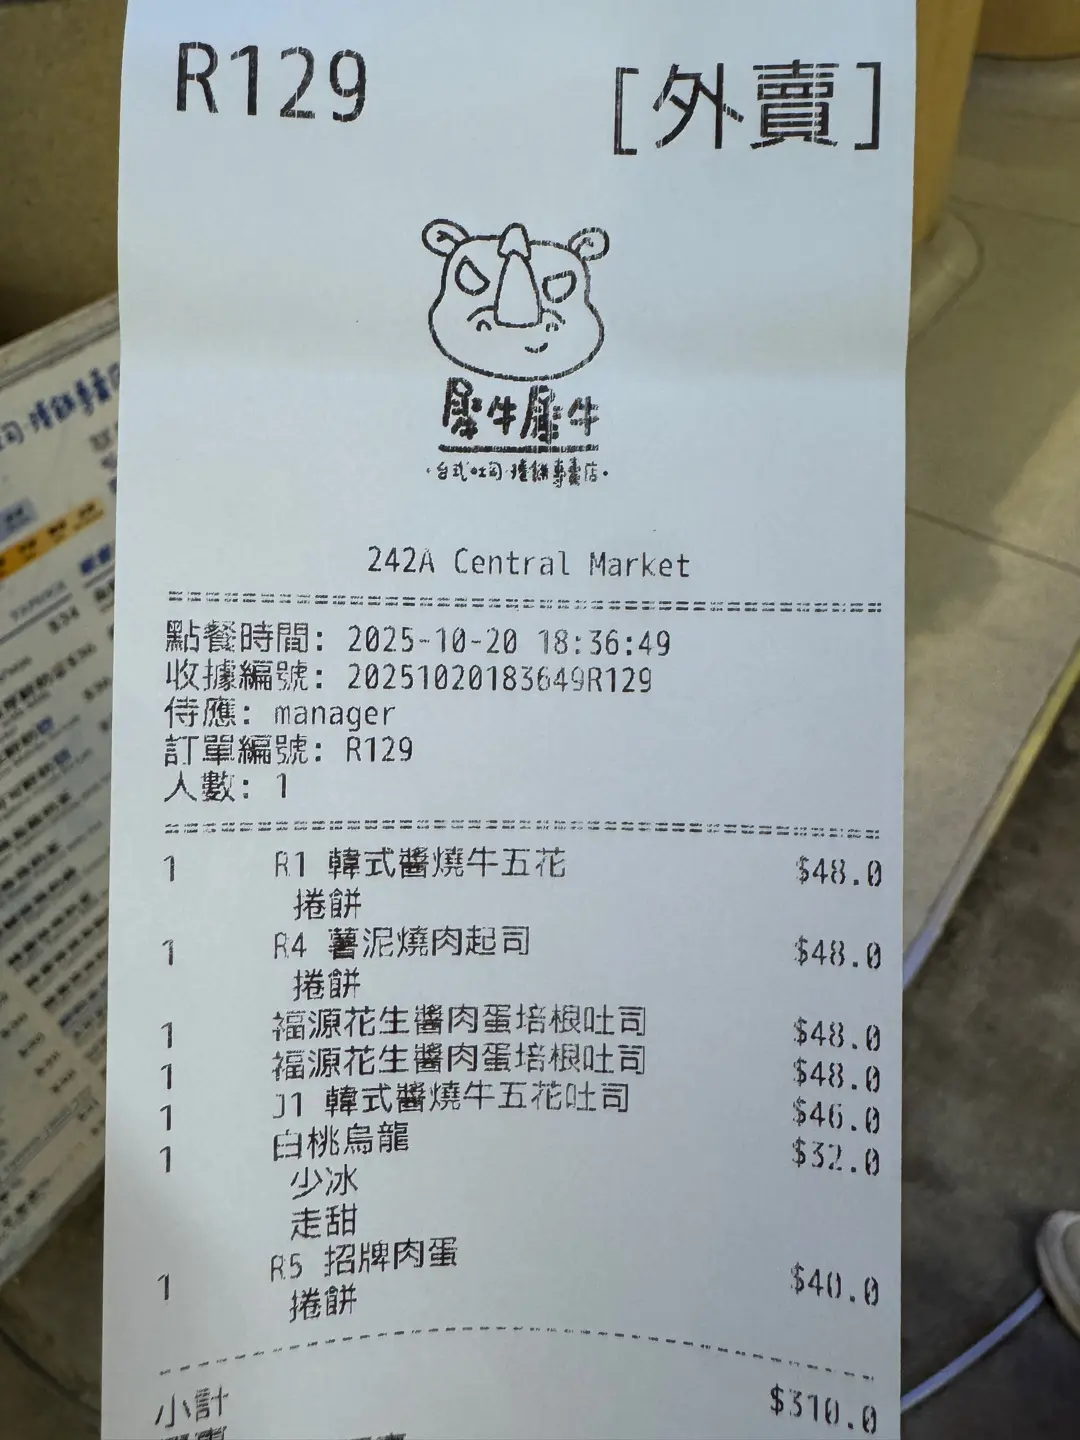 R129 [外賣]
犀牛犀牛
·台式吐司·捲餅專賣店·
242A Central Market
點餐時間: 2025-10-20 18:36:49
收據編號: 20251020183649R129
侍應: manager
訂單編號: R129
人數: 1
1 R1 韓式醬燒牛五花 $48.0
捲餅
1 R4 薯泥燒肉起司 $48.0
捲餅
1 福源花生醬肉蛋培根吐司 $48.0
1 福源花生醬肉蛋培根吐司 $48.0
1 J1 韓式醬燒牛五花吐司 $46.0
1 白桃烏龍 $32.0
少冰
走甜
1 R5 招牌肉蛋 $40.0
捲餅
小計 $310.0